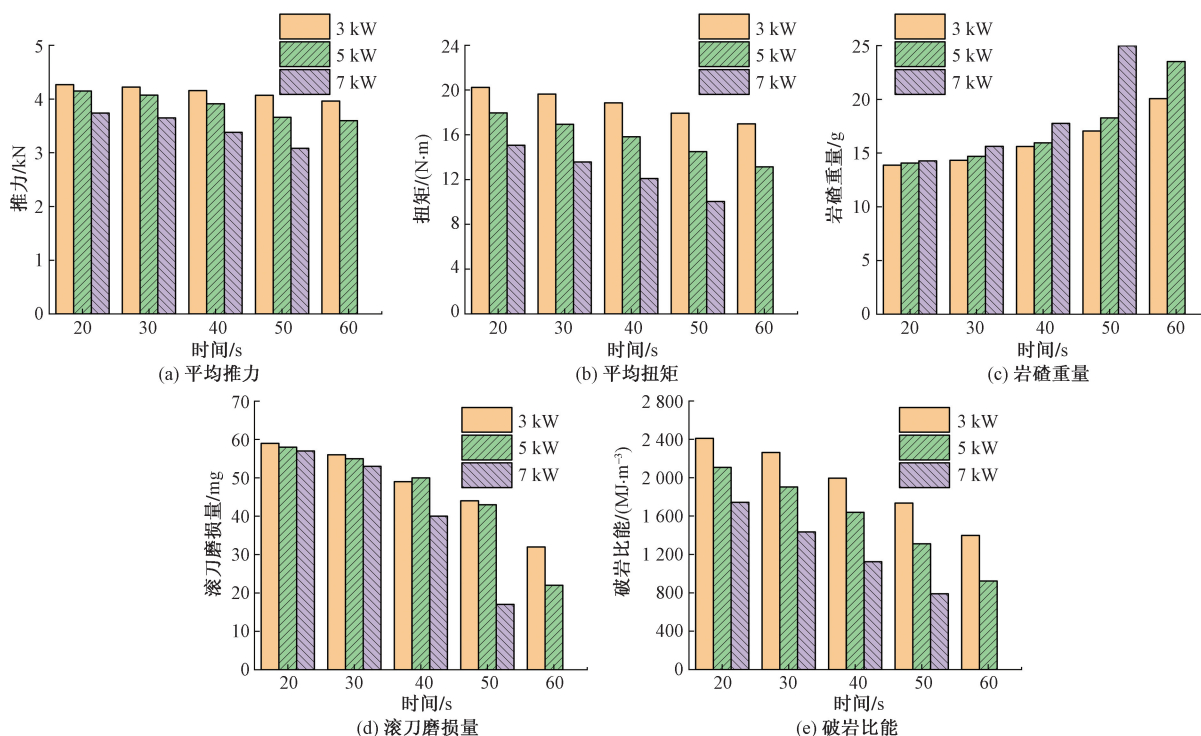 3 kW
5 kW
7 kW
5
4
3
2
1
0
推力/kN
20 30 40 50 60
时间/s
(a) 平均推力
3 kW
5 kW
7 kW
24
20
16
12
8
4
0
扭矩/(N·m)
20 30 40 50 60
时间/s
(b) 平均扭矩
3 kW
5 kW
7 kW
25
20
15
10
5
0
岩碴重量/g
20 30 40 50 60
时间/s
(c) 岩碴重量
3 kW
5 kW
7 kW
70
60
50
40
30
20
10
0
滚刀磨损量/mg
20 30 40 50 60
时间/s
(d) 滚刀磨损量
3 kW
5 kW
7 kW
2 800
2 400
2 000
1 600
1 200
800
400
0
破岩比能/(MJ·m⁻³)
20 30 40 50 60
时间/s
(e) 破岩比能